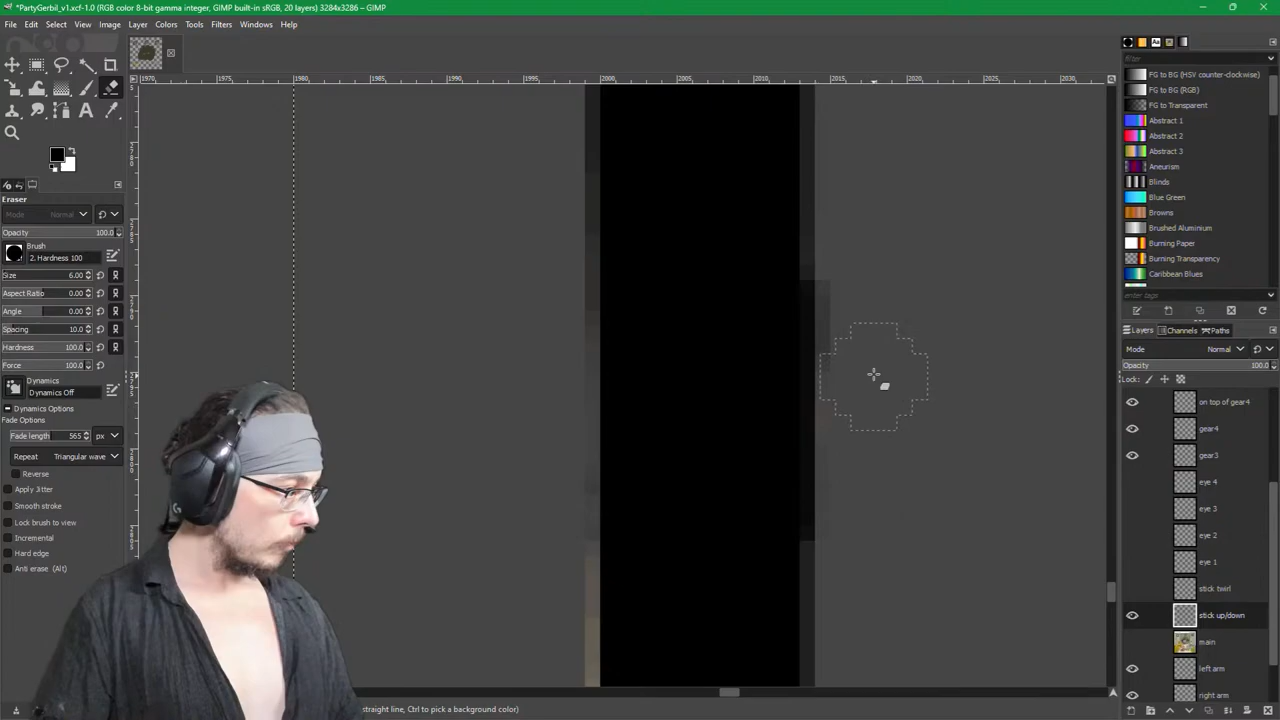 *PartyGerbil_v1.xcf-1.0 (RGB color 8-bit gamma integer, GIMP built-in sRGB, 20 layers) 3284x3286 – GIMP
File Edit Select View Image Layer Colors Tools Filters Windows Help
1970 1975 1980 1985 1990 1995 2000 2005 2010 2015 2020 2025 2030
Eraser
Mode Normal
Opacity 100.0
Brush
2. Hardness 100
Size 6.00
Aspect Ratio 0.00
Angle 0.00
Spacing 10.0
Hardness 100.0
Force 100.0
Dynamics
Dynamics Off
Dynamics Options
Fade Options
Fade length 565 px
Repeat Triangular wave
Reverse
Apply Jitter
Smooth stroke
Lock brush to view
Incremental
Hard edge
Anti erase (Alt)
straight line, Ctrl to pick a background color)
filter
FG to BG (HSV counter-clockwise)
FG to BG (RGB)
FG to Transparent
Abstract 1
Abstract 2
Abstract 3
Aneurism
Blinds
Blue Green
Browns
Brushed Aluminium
Burning Paper
Burning Transparency
Caribbean Blues
enter tags
Layers Channels Paths
Mode Normal
Opacity 100.0
Lock:
on top of gear4
gear4
gear3
eye 4
eye 3
eye 2
eye 1
stick twirl
stick up/down
main
left arm
right arm